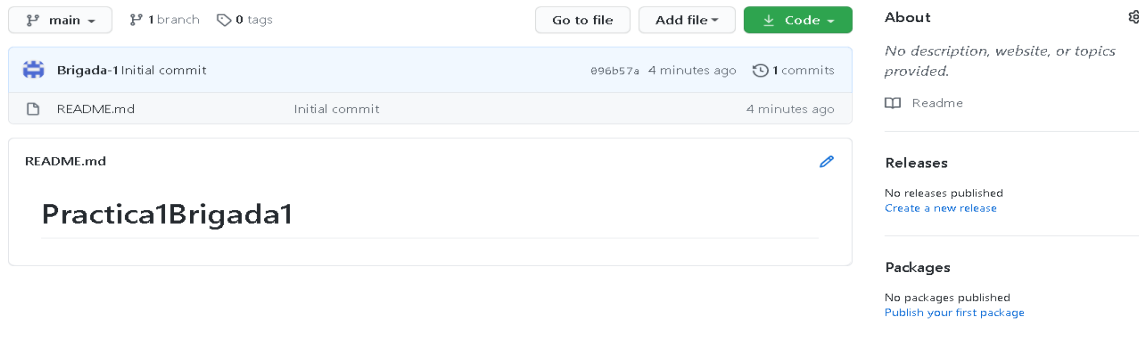 main
1 branch
0 tags
Go to file
Add file
Code
Brigada-1 Initial commit
096b57a 4 minutes ago
1 commits
README.md
Initial commit
4 minutes ago
README.md
Practica1Brigada1
About
No description, website, or topics
provided.
Readme
Releases
No releases published
Create a new release
Packages
No packages published
Publish your first package